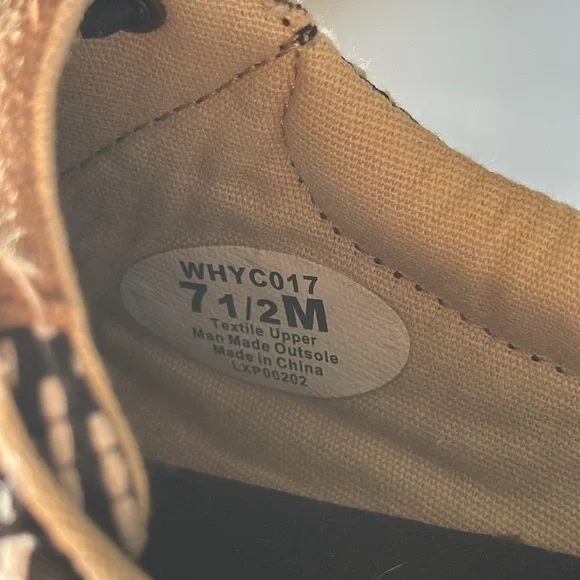 WHYC017
7 1/2M
Textile Upper
Man Made Outsole
Made in China
LXP00202